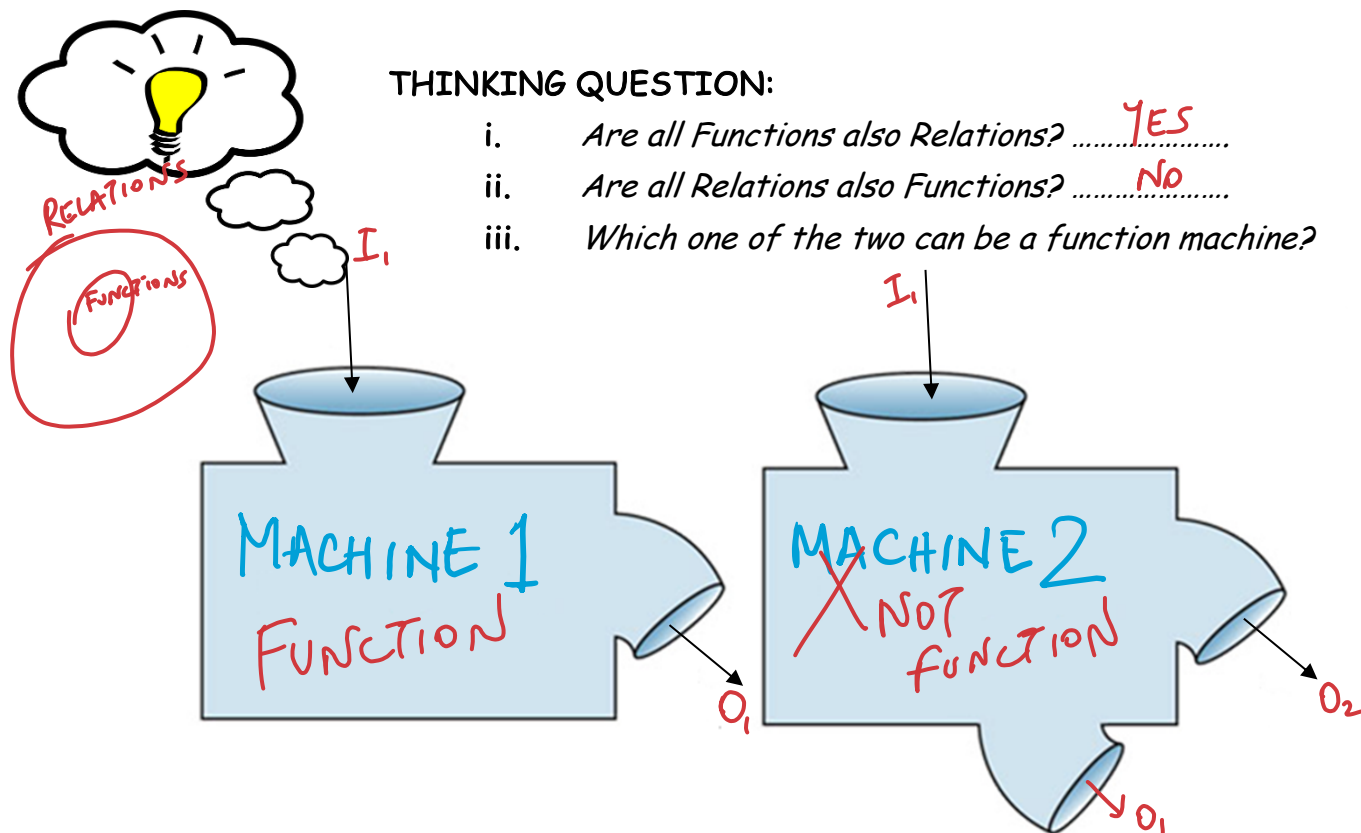 THINKING QUESTION:
i. Are all Functions also Relations? ......YES......
ii. Are all Relations also Functions? ......NO......
iii. Which one of the two can be a function machine?
RELATIONS
FUNCTIONS
I₁
I₁
MACHINE 1
FUNCTION
O₁
MACHINE 2
X NOT
FUNCTION
O₂
O₁